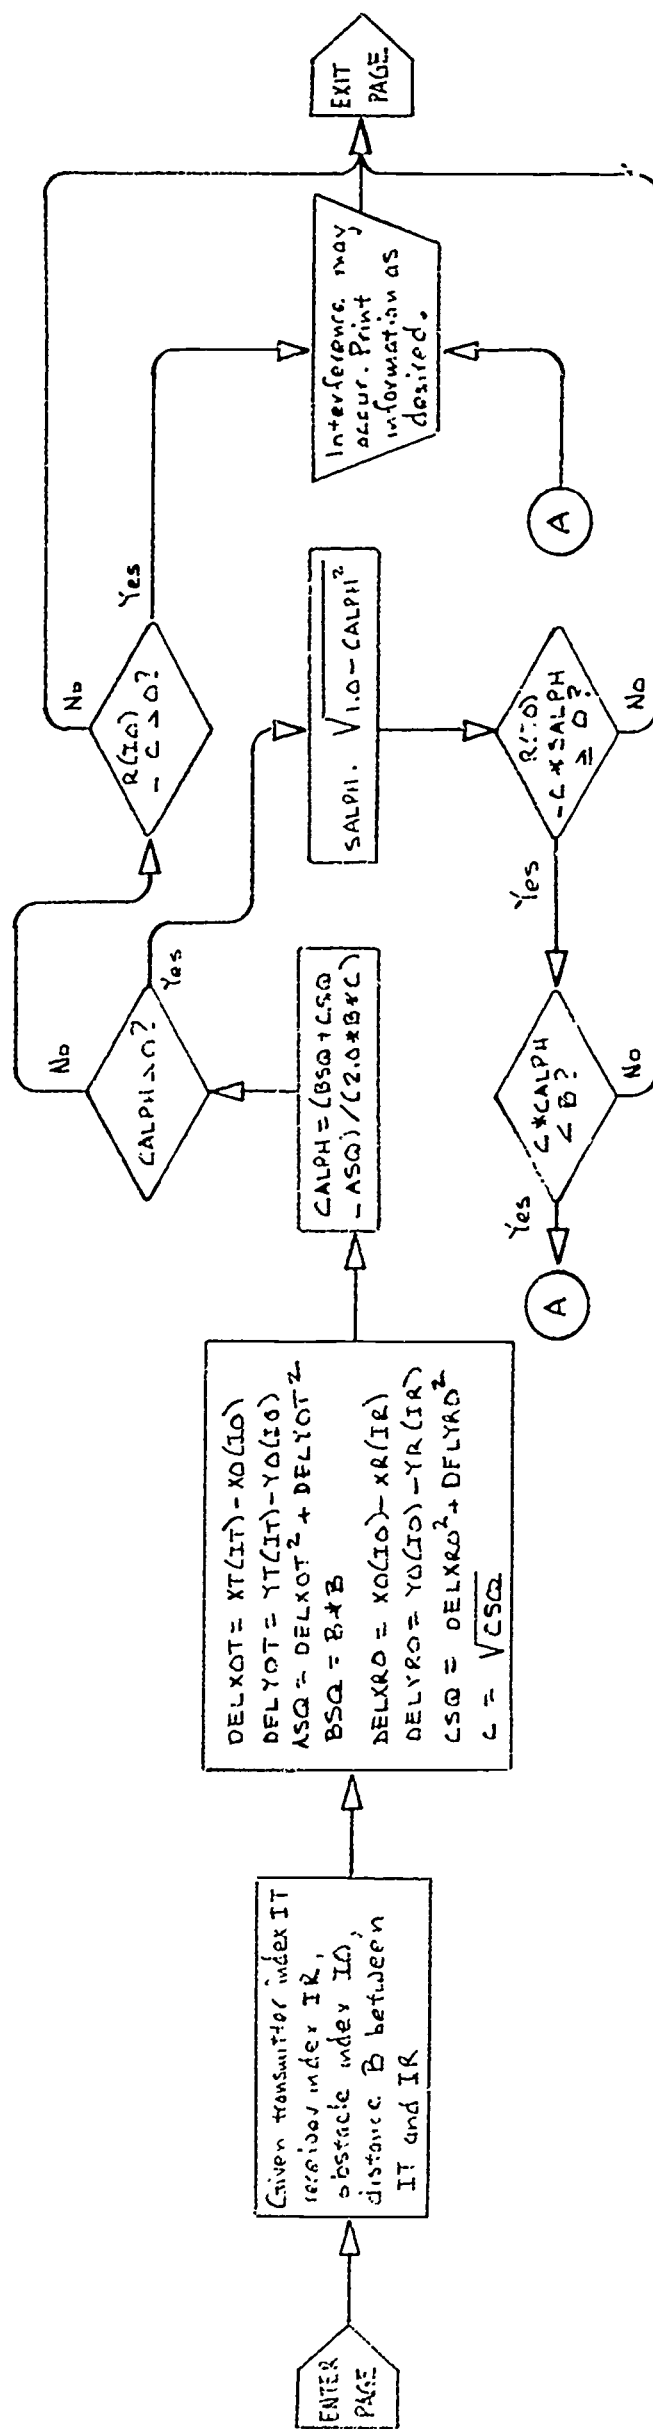 ENTER
PAGE
Given transmitter index IT
receiver index IR,
obstacle index IO,
distance B between
IT and IR
DELXOT = XT(IT) - XO(IO)
DELYOT = YT(IT) - YO(IO)
ASQ = DELXOT² + DELYOT²
BSQ = B*B
DELXRO = XO(IO) - XR(IR)
DELYRO = YO(IO) - YR(IR)
CSQ = DELXRO² + DELYRO²
C = √CSQ
CALPH = (BSQ + CSQ
- ASQ) / (2.0*B*C)
CALPH > 0?
No
Yes
R(IO)
- C > 0?
No
Yes
SALPH. √1.0 - CALPH²
R(IO)
- C * SALPH
≥ 0?
Yes
No
C * CALPH
< B?
Yes
No
A
A
Interference may
occur. Print
information as
desired.
EXIT
PAGE